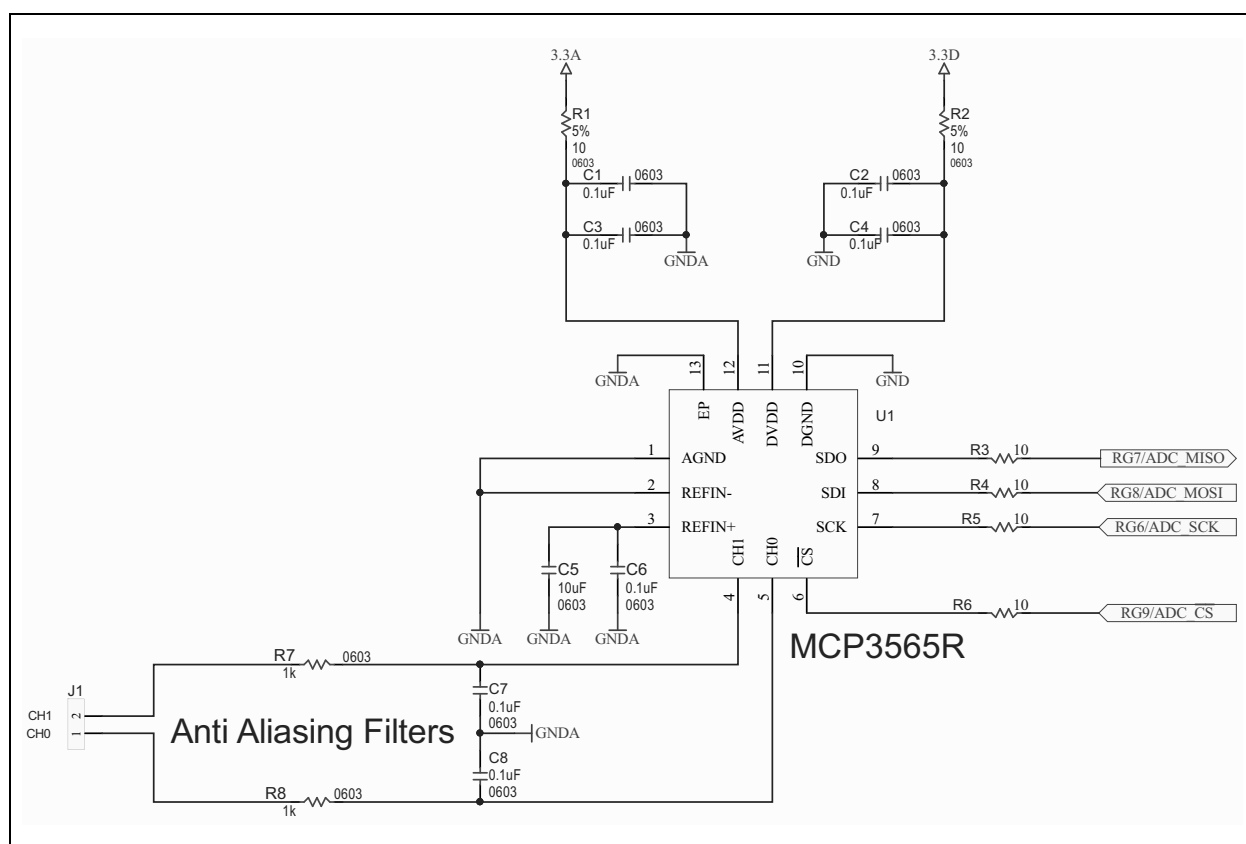 3.3A
3.3D
R1
5%
10
0603
R2
5%
10
0603
C1
0603
0.1uF
C2
0603
0.1uF
C3
0603
0.1uF
C4
0603
0.1uF
GNDA
GND
GNDA
13
12
11
10
GND
EP
AVDD
DVDD
DGND
U1
1
AGND
SDO
9
R3
10
RG7/ADC_MISO
2
REFIN-
SDI
8
R4
10
RG8/ADC_MOSI
3
REFIN+
SCK
7
R5
10
RG6/ADC_SCK
CH1
CH0
CS
C5
10uF
0603
C6
0.1uF
0603
4
5
6
R6
10
RG9/ADC_CS
GNDA
GNDA
GNDA
MCP3565R
R7
0603
1k
J1
CH1
2
CH0
1
Anti Aliasing Filters
C7
0.1uF
0603
GNDA
C8
0.1uF
0603
R8
0603
1k